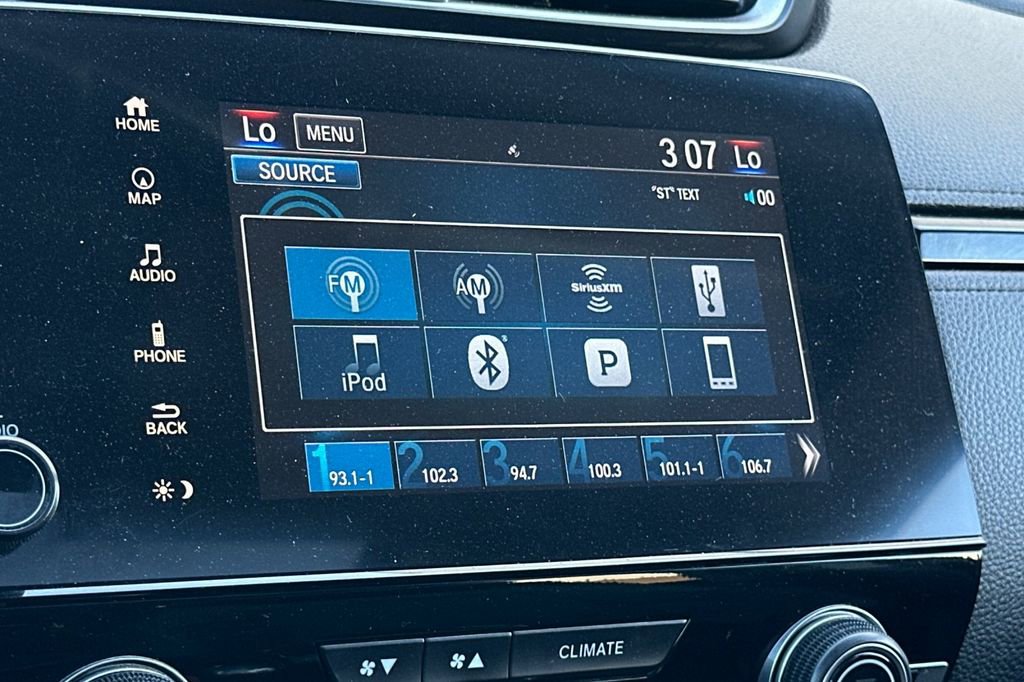 HOME
MAP
AUDIO
PHONE
BACK
Lo MENU 3 07 Lo
SOURCE
"ST" TEXT 00
FM AM SiriusXM
iPod P
1 93.1-1 2 102.3 3 94.7 4 100.3 5 101.1-1 6 106.7
CLIMATE